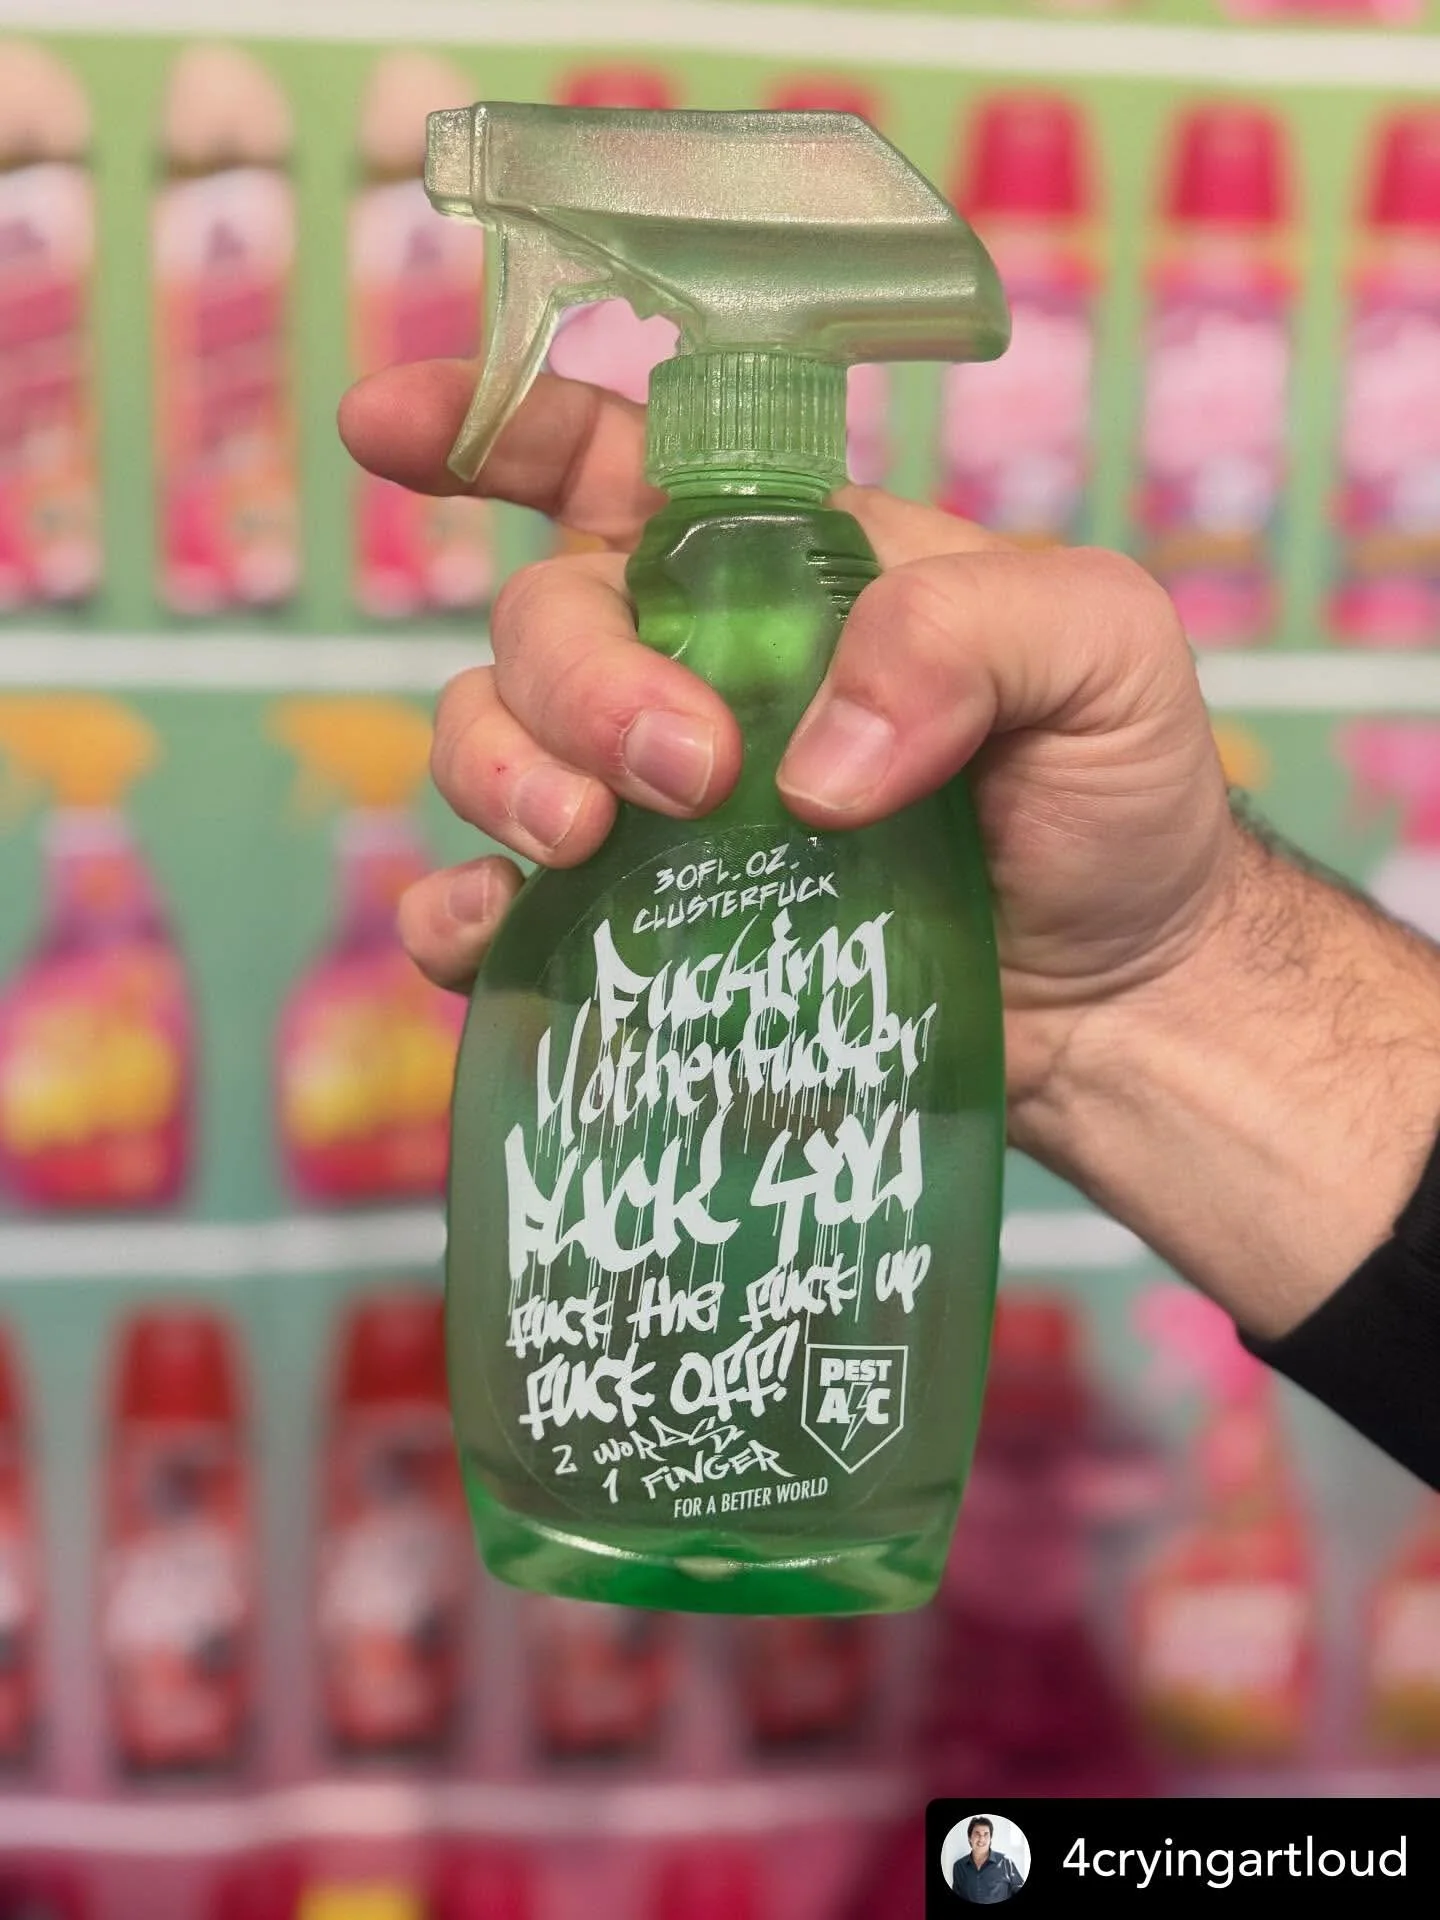 30FL. OZ.
CLUSTERFUCK
Fucking
Motherfucker
Fuck you
fuck the fuck up
fuck off!
PEST
AC
2 WORDS
1 FINGER
FOR A BETTER WORLD
4cryingartloud